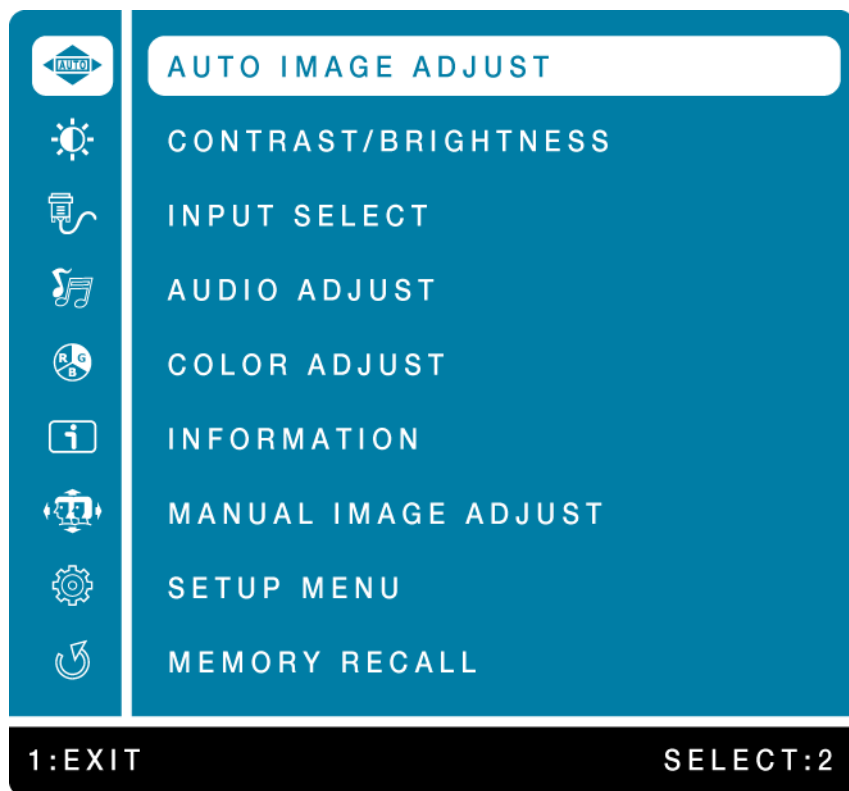 AUTO
AUTO IMAGE ADJUST
CONTRAST/BRIGHTNESS
INPUT SELECT
AUDIO ADJUST
R G
B
COLOR ADJUST
i
INFORMATION
MANUAL IMAGE ADJUST
SETUP MENU
MEMORY RECALL
1:EXIT
SELECT:2